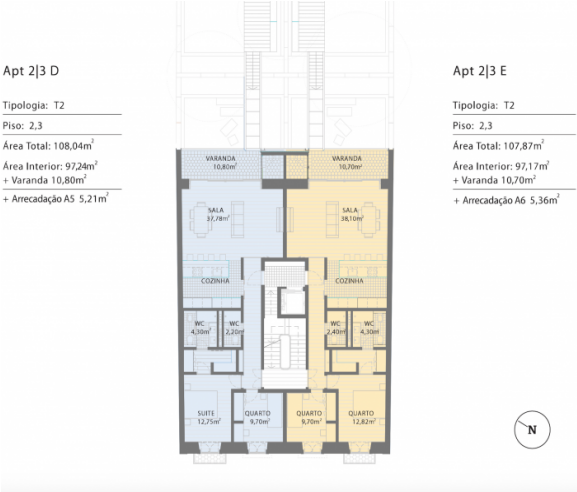 Apt 2|3 D
Tipologia: T2
Piso: 2,3
Área Total: 108,04m²
Área Interior: 97,24m²
+ Varanda 10,80m²
+ Arrecadação A5 5,21m²
Apt 2|3 E
Tipologia: T2
Piso: 2,3
Área Total: 107,87m²
Área Interior: 97,17m²
+ Varanda 10,70m²
+ Arrecadação A6 5,36m²
VARANDA
10,80m²
VARANDA
10,70m²
SALA
37,78m²
SALA
38,10m²
COZINHA
COZINHA
WC
4,30m²
WC
2,20m²
WC
2,40m²
WC
4,30m²
SUITE
12,75m²
QUARTO
9,70m²
QUARTO
9,70m²
QUARTO
12,82m²
N